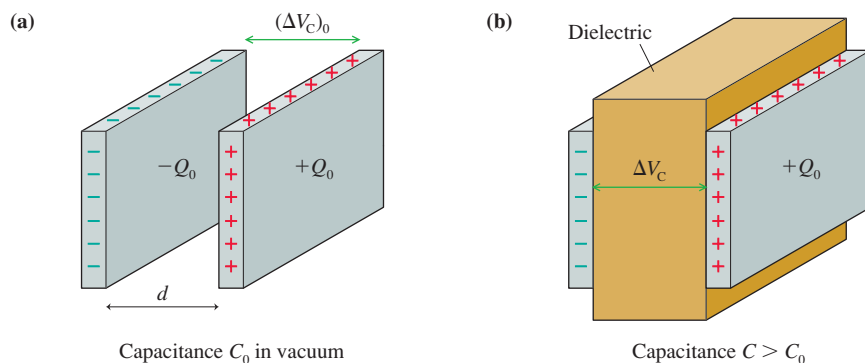 (a)
(ΔV_C)_0
−Q_0
+Q_0
d
Capacitance C_0 in vacuum
(b)
Dielectric
ΔV_C
+Q_0
Capacitance C > C_0